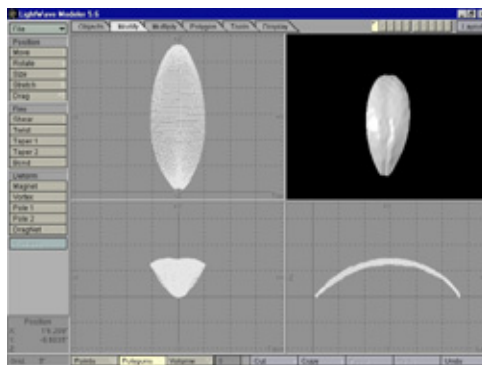 LightWave Modeler 5.6
File
Objects Modify Multiply Polygon Tools Display
Position
Move
Rotate
Size
Stretch
Drag
Shear
Twist
Taper 1
Taper 2
Bend
Deform
Magnet
Vortex
Pole 1
Pole 2
DragNet
Position
Points Polygons Volume Cut Copy Undo